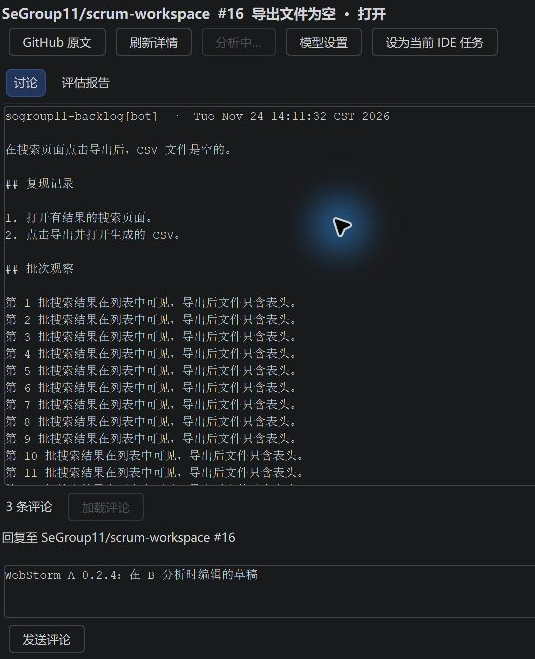 SeGroup11/scrum-workspace #16 导出文件为空 · 打开
GitHub 原文 刷新详情 分析中... 模型设置 设为当前 IDE 任务
讨论 评估报告
segroup11-backlog[bot] · Tue Nov 24 14:11:32 CST 2026
在搜索页面点击导出后，CSV 文件是空的。
## 复现记录
1. 打开有结果的搜索页面。
2. 点击导出并打开生成的 CSV。
## 批次观察
第 1 批搜索结果在列表中可见，导出后文件只含表头。
第 2 批搜索结果在列表中可见，导出后文件只含表头。
第 3 批搜索结果在列表中可见，导出后文件只含表头。
第 4 批搜索结果在列表中可见，导出后文件只含表头。
第 5 批搜索结果在列表中可见，导出后文件只含表头。
第 6 批搜索结果在列表中可见，导出后文件只含表头。
第 7 批搜索结果在列表中可见，导出后文件只含表头。
第 8 批搜索结果在列表中可见，导出后文件只含表头。
第 9 批搜索结果在列表中可见，导出后文件只含表头。
第 10 批搜索结果在列表中可见，导出后文件只含表头。
第 11 批搜索结果在列表中可见，导出后文件只含表头。
3 条评论 加载评论
回复至 SeGroup11/scrum-workspace #16
WebStorm A 0.2.4：在 B 分析时编辑的草稿
发送评论